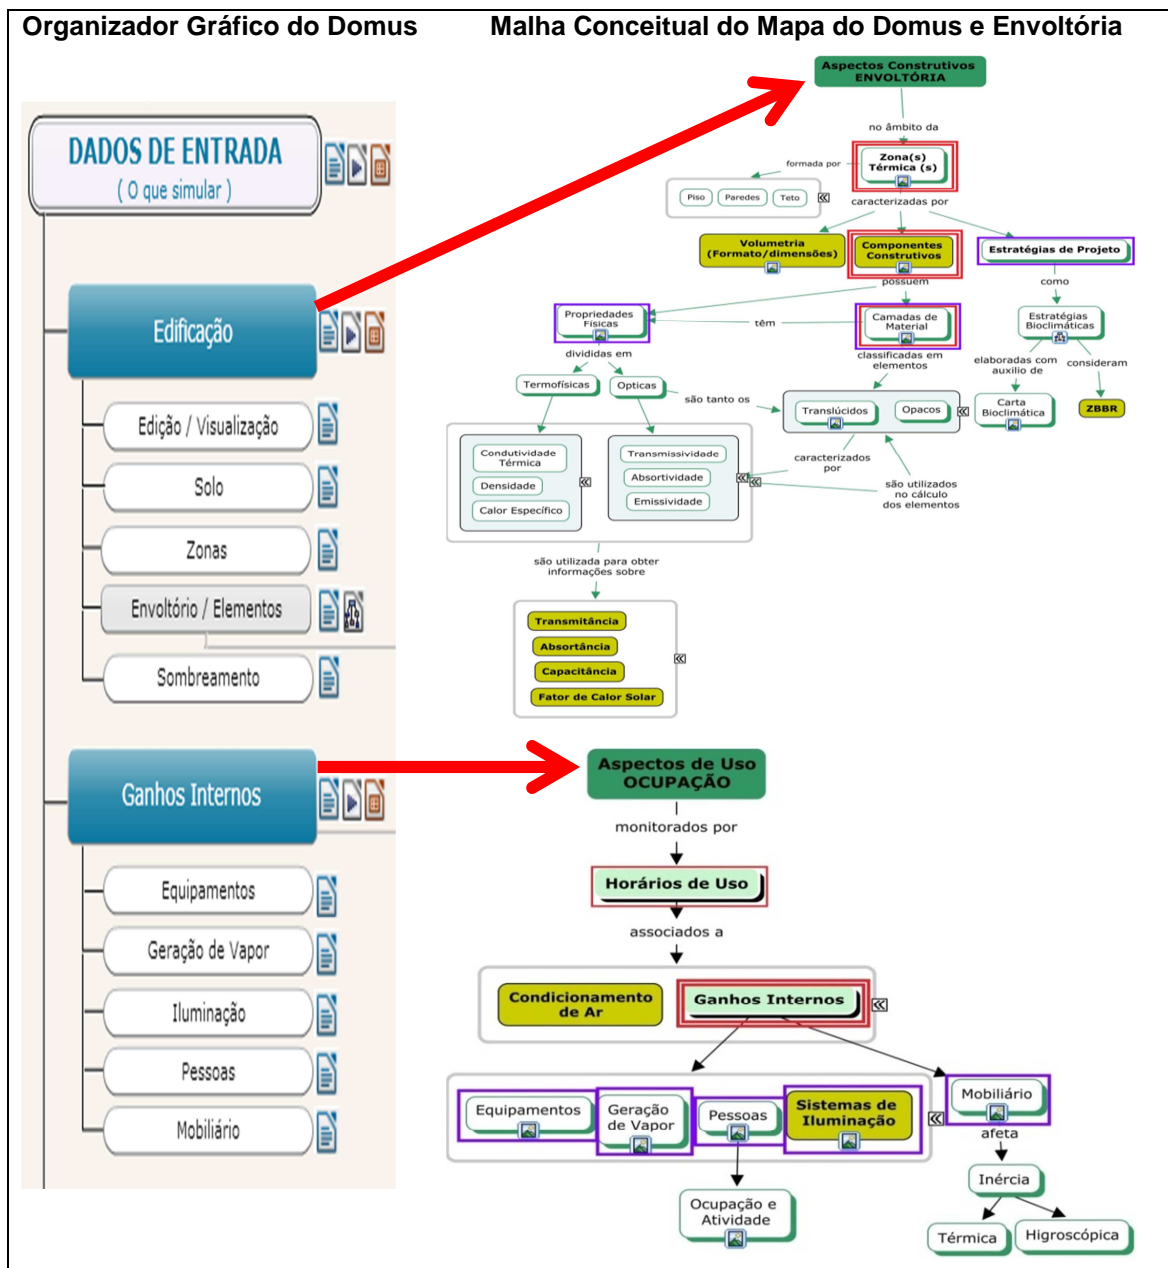 Organizador Gráfico do Domus
Malha Conceitual do Mapa do Domus e Envoltória
DADOS DE ENTRADA
( O que simular )
Edificação
Edição / Visualização
Solo
Zonas
Envoltório / Elementos
Sombreamento
Ganhos Internos
Equipamentos
Geração de Vapor
Iluminação
Pessoas
Mobiliário
Aspectos Construtivos
ENVOLTÓRIA
no âmbito da
Zona(s)
Térmica (s)
formada por
Piso
Paredes
Teto
caracterizadas por
Volumetria
(Formato/dimensões)
Componentes
Construtivos
Estratégias de Projeto
possuem
como
Propriedades
Físicas
têm
Camadas de
Material
Estratégias
Bioclimáticas
divididas em
classificadas em
elementos
elaboradas com
auxilio de
consideram
Termofísicas
Opticas
são tanto os
Translúcidos
Opacos
Carta
Bioclimática
ZBBR
Condutividade
Térmica
Densidade
Calor Específico
Transmissividade
Absortividade
Emissividade
caracterizados
por
são utilizados
no cálculo
dos elementos
são utilizada para obter
informações sobre
Transmitância
Absortância
Capacitância
Fator de Calor Solar
Aspectos de Uso
OCUPAÇÃO
monitorados por
Horários de Uso
associados a
Condicionamento
de Ar
Ganhos Internos
Equipamentos
Geração
de Vapor
Pessoas
Sistemas de
Iluminação
Mobiliário
afeta
Ocupação e
Atividade
Inércia
Térmica
Higroscópica